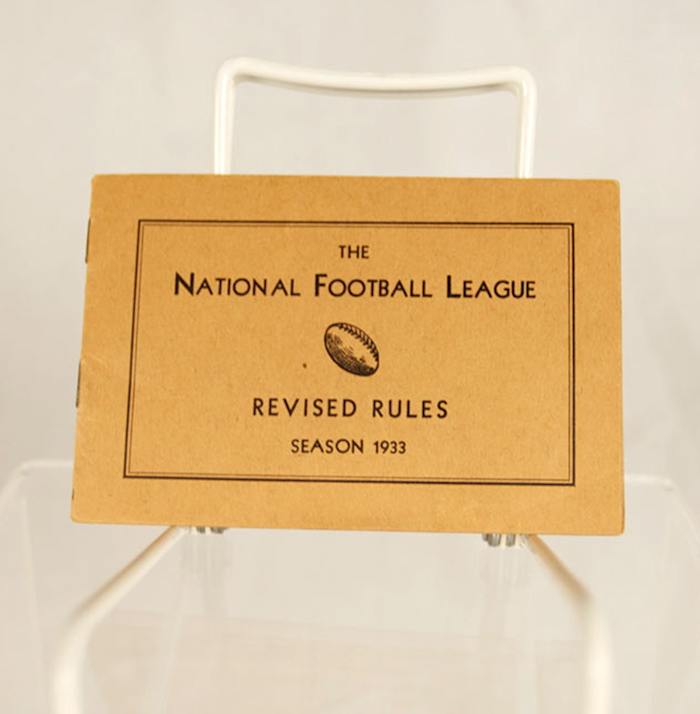 THE
NATIONAL FOOTBALL LEAGUE
REVISED RULES
SEASON 1933